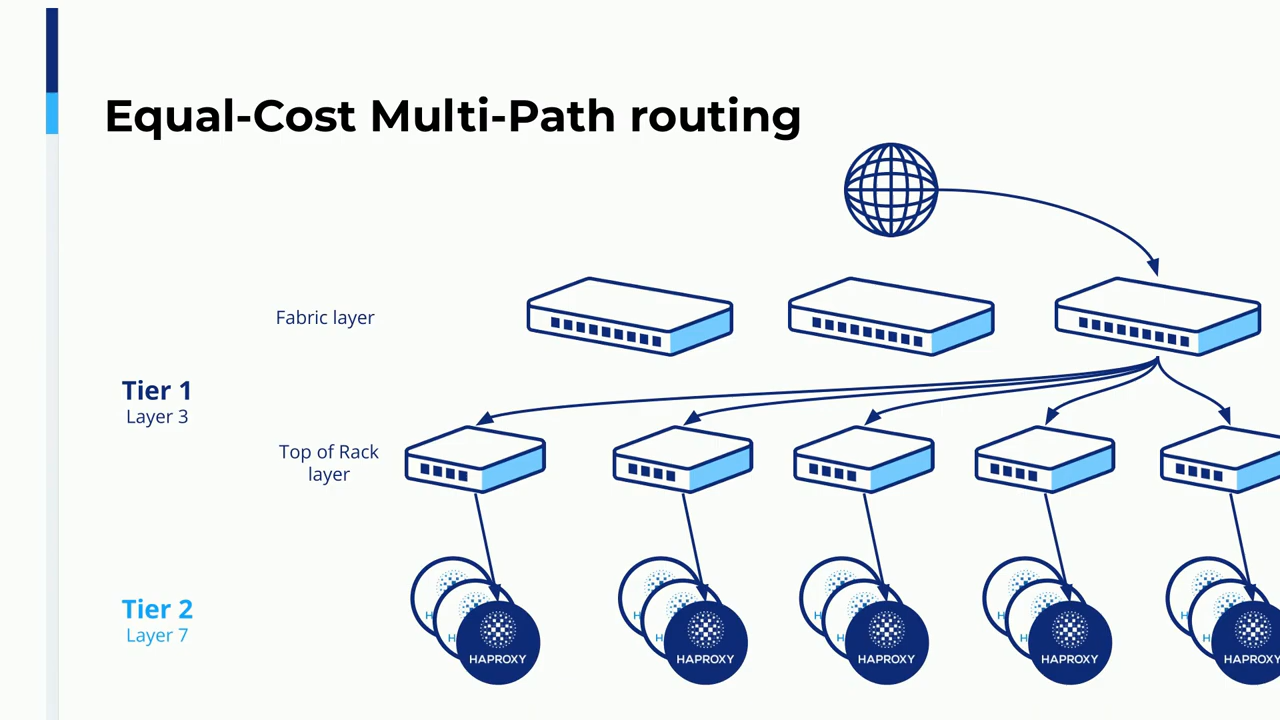 Equal-Cost Multi-Path routing
Fabric layer
Tier 1
Layer 3
Top of Rack
layer
Tier 2
Layer 7
HAPROXY
HAPROXY
HAPROXY
HAPROXY
HAPROXY